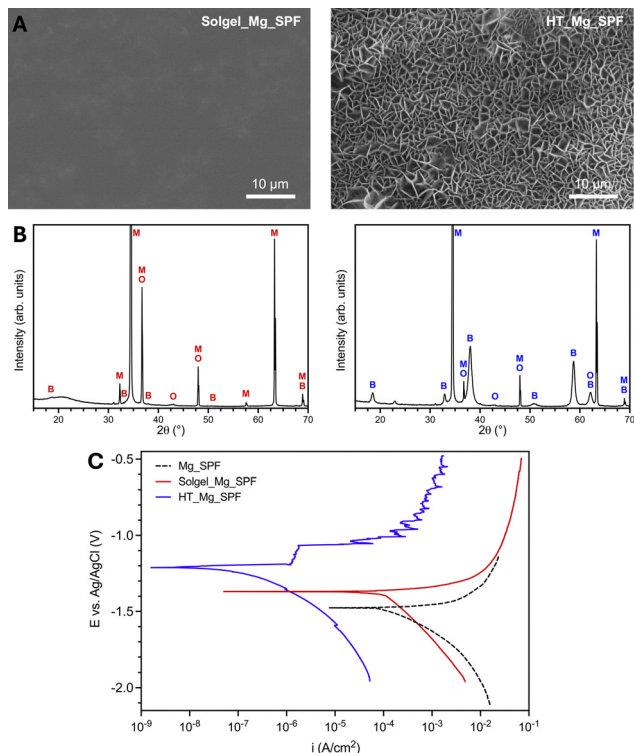 A
Solgel_Mg_SPF
10 µm
HT_Mg_SPF
10 µm
B
Intensity (arb. units)
B
M
B
M
M
O
B
O
M
O
B
M
M
M
B
30
40
50
60
70
2θ (°)
Intensity (arb. units)
B
B
M
M
O
B
O
M
O
B
B
O
B
M
M
B
30
40
50
60
70
2θ (°)
C
E vs. Ag/AgCl (V)
-0.5
-1.0
-1.5
-2.0
Mg_SPF
Solgel_Mg_SPF
HT_Mg_SPF
10⁻⁹
10⁻⁸
10⁻⁷
10⁻⁶
10⁻⁵
10⁻⁴
10⁻³
10⁻²
10⁻¹
i (A/cm²)